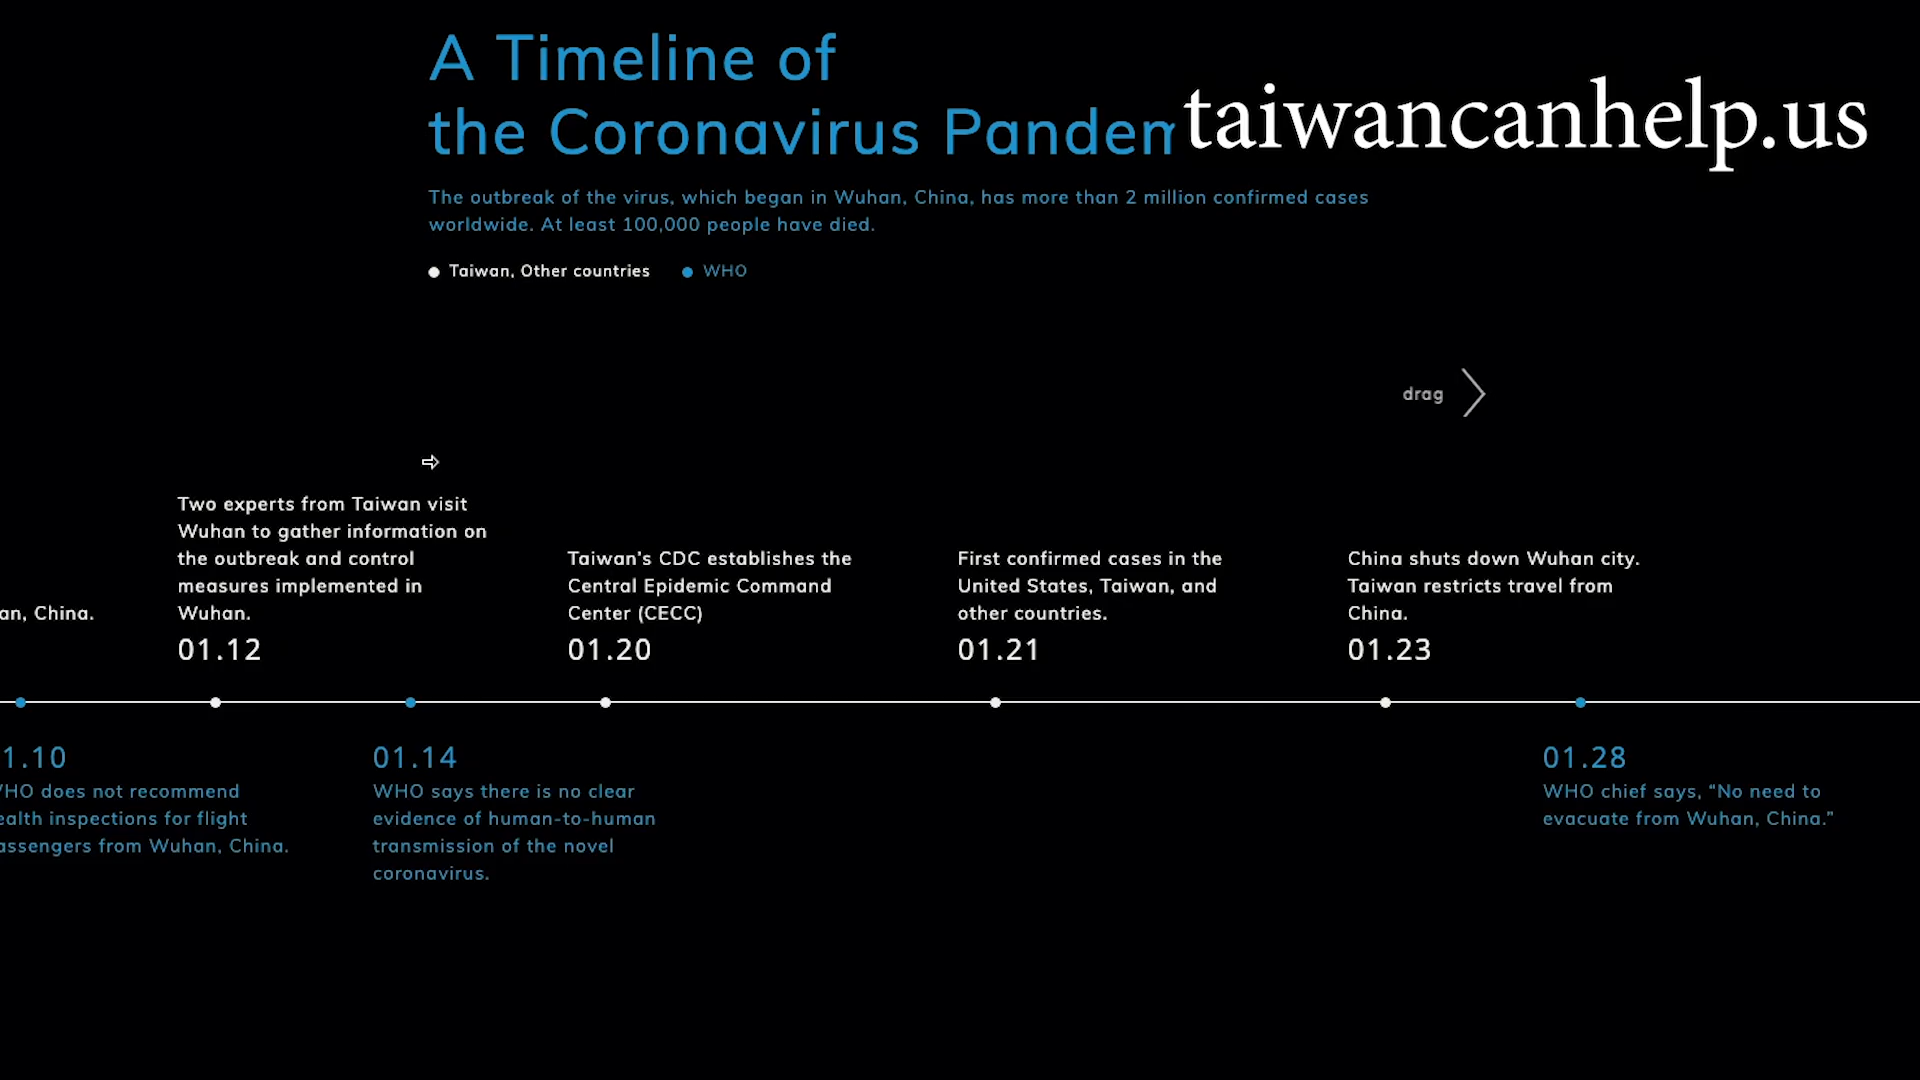 A Timeline of
the Coronavirus Pandem
taiwancanhelp.us
The outbreak of the virus, which began in Wuhan, China, has more than 2 million confirmed cases
worldwide. At least 100,000 people have died.
Taiwan, Other countries
WHO
drag
an, China.
Two experts from Taiwan visit
Wuhan to gather information on
the outbreak and control
measures implemented in
Wuhan.
01.12
Taiwan's CDC establishes the
Central Epidemic Command
Center (CECC)
01.20
First confirmed cases in the
United States, Taiwan, and
other countries.
01.21
China shuts down Wuhan city.
Taiwan restricts travel from
China.
01.23
1.10
HO does not recommend
ealth inspections for flight
assengers from Wuhan, China.
01.14
WHO says there is no clear
evidence of human-to-human
transmission of the novel
coronavirus.
01.28
WHO chief says, “No need to
evacuate from Wuhan, China.”